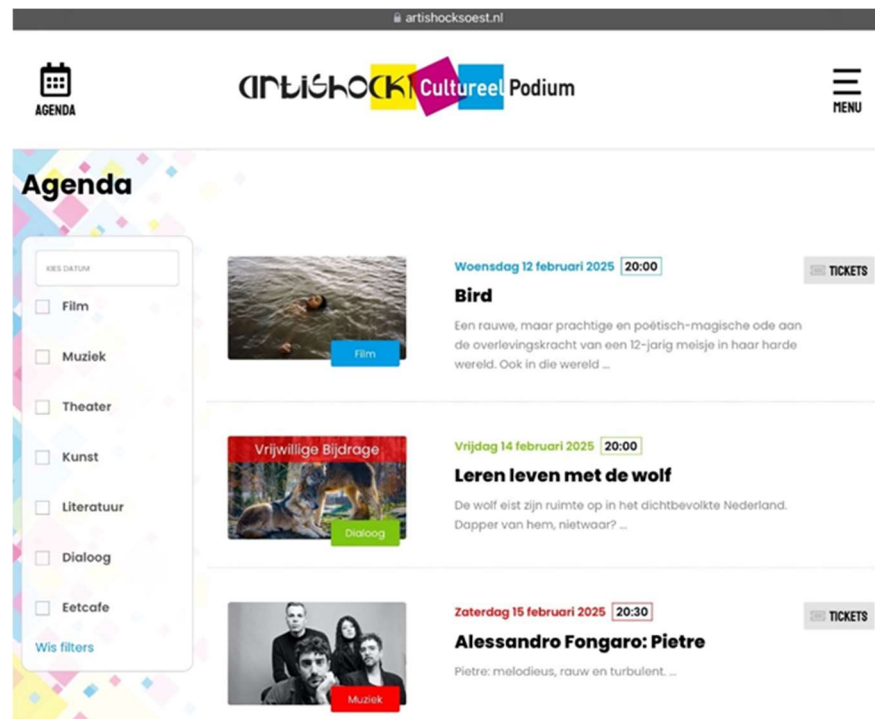 artishocksoest.nl
AGENDA
artishock Cultureel Podium
MENU
Agenda
KIES DATUM
Film
Muziek
Theater
Kunst
Literatuur
Dialoog
Eetcafe
Wis filters
Film
Woensdag 12 februari 2025 20:00
TICKETS
Bird
Een rauwe, maar prachtige en poëtisch-magische ode aan
de overlevingskracht van een 12-jarig meisje in haar harde
wereld. Ook in die wereld ...
Vrijwillige Bijdrage
Dialoog
Vrijdag 14 februari 2025 20:00
Leren leven met de wolf
De wolf eist zijn ruimte op in het dichtbevolkte Nederland.
Dapper van hem, nietwaar? ...
Muziek
Zaterdag 15 februari 2025 20:30
TICKETS
Alessandro Fongaro: Pietre
Pietre: melodieus, rauw en turbulent. ...